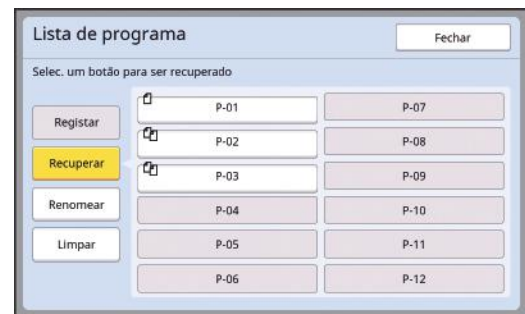 Lista de programa
Fechar
Selec. um botão para ser recuperado
Registar
Recuperar
Renomear
Limpar
P-01
P-02
P-03
P-04
P-05
P-06
P-07
P-08
P-09
P-10
P-11
P-12